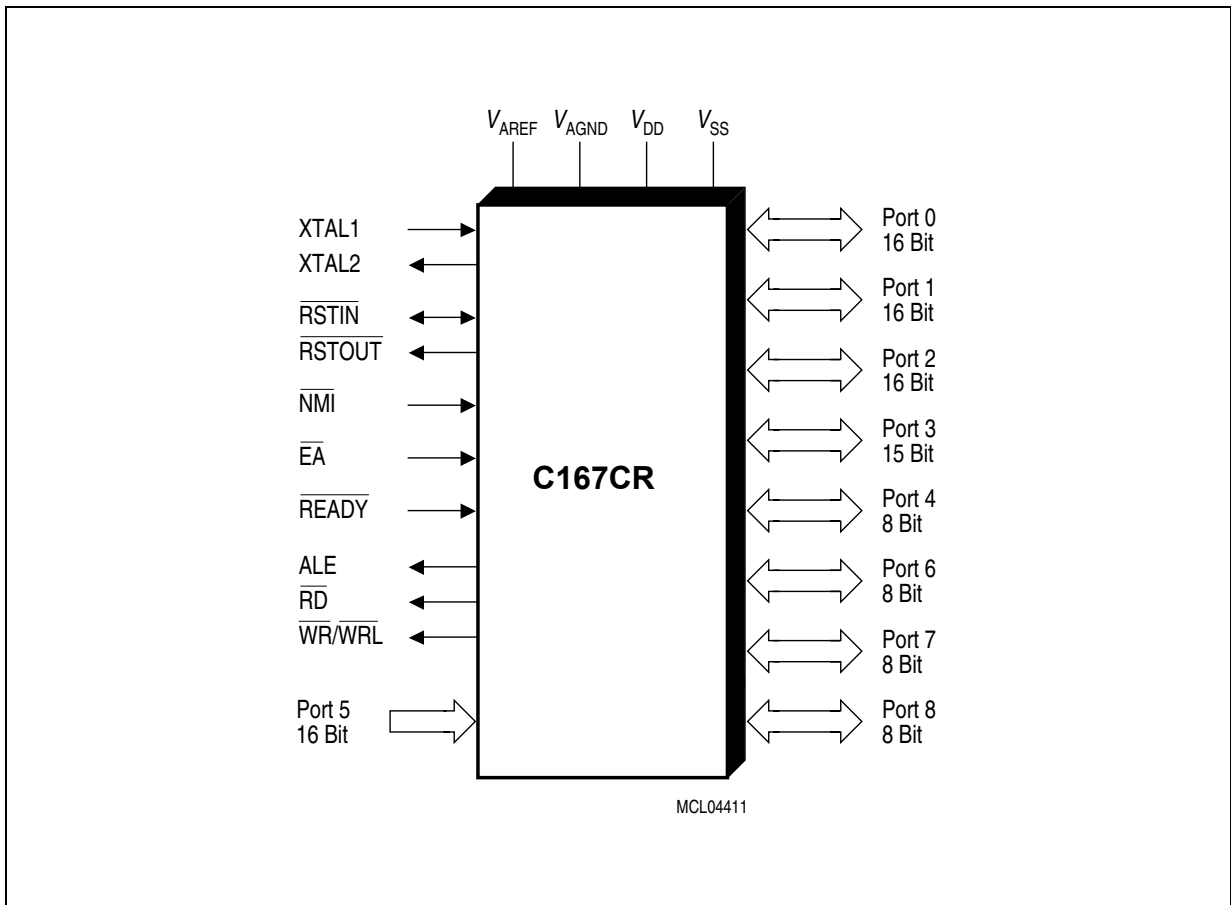 VAREF VAGND VDD VSS
XTAL1
XTAL2
RSTIN
RSTOUT
NMI
EA
READY
ALE
RD
WR/WRL
Port 5
16 Bit
C167CR
Port 0
16 Bit
Port 1
16 Bit
Port 2
16 Bit
Port 3
15 Bit
Port 4
8 Bit
Port 6
8 Bit
Port 7
8 Bit
Port 8
8 Bit
MCL04411